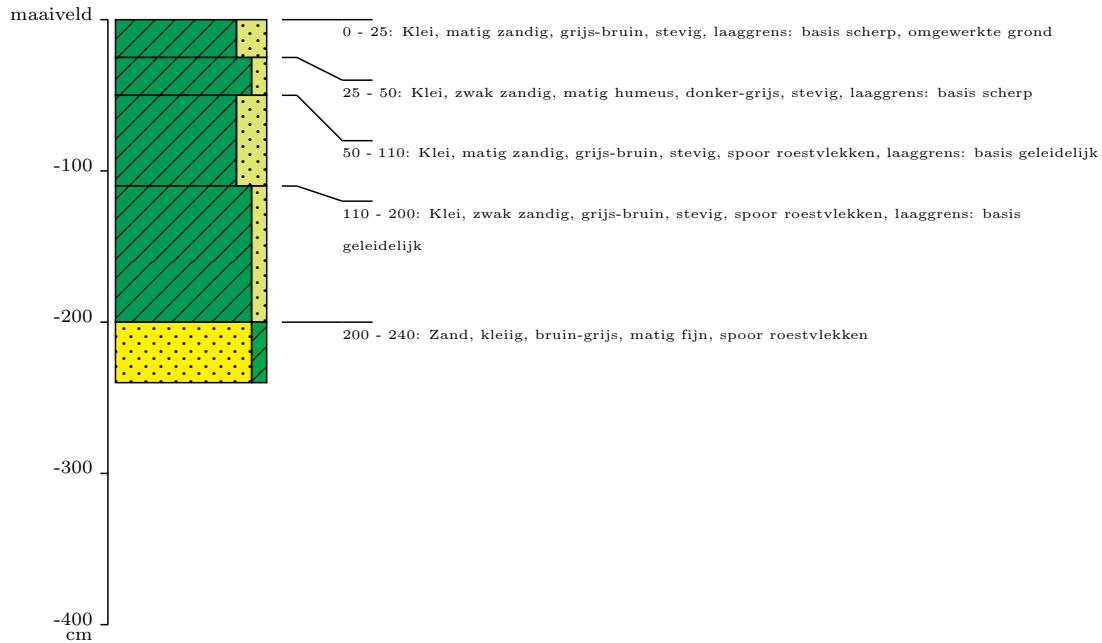 maaiveld
0 - 25: Klei, matig zandig, grijs-bruin, stevig, laaggrens: basis scherp, omgewerkte grond
25 - 50: Klei, zwak zandig, matig humeus, donker-grijs, stevig, laaggrens: basis scherp
50 - 110: Klei, matig zandig, grijs-bruin, stevig, spoor roestvlekken, laaggrens: basis geleidelijk
-100
110 - 200: Klei, zwak zandig, grijs-bruin, stevig, spoor roestvlekken, laaggrens: basis
geleidelijk
-200
200 - 240: Zand, kleiig, bruin-grijs, matig fijn, spoor roestvlekken
-300
-400
cm